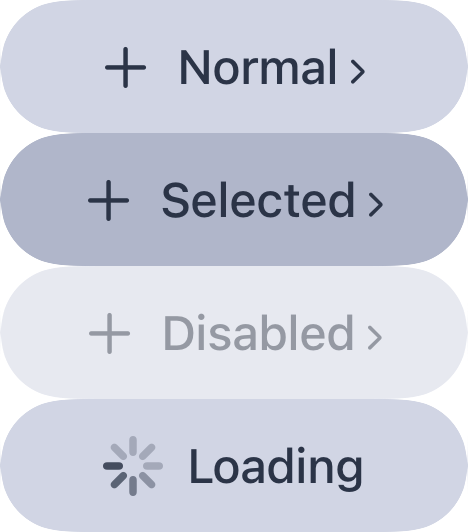 + Normal ›
+ Selected ›
+ Disabled ›
Loading